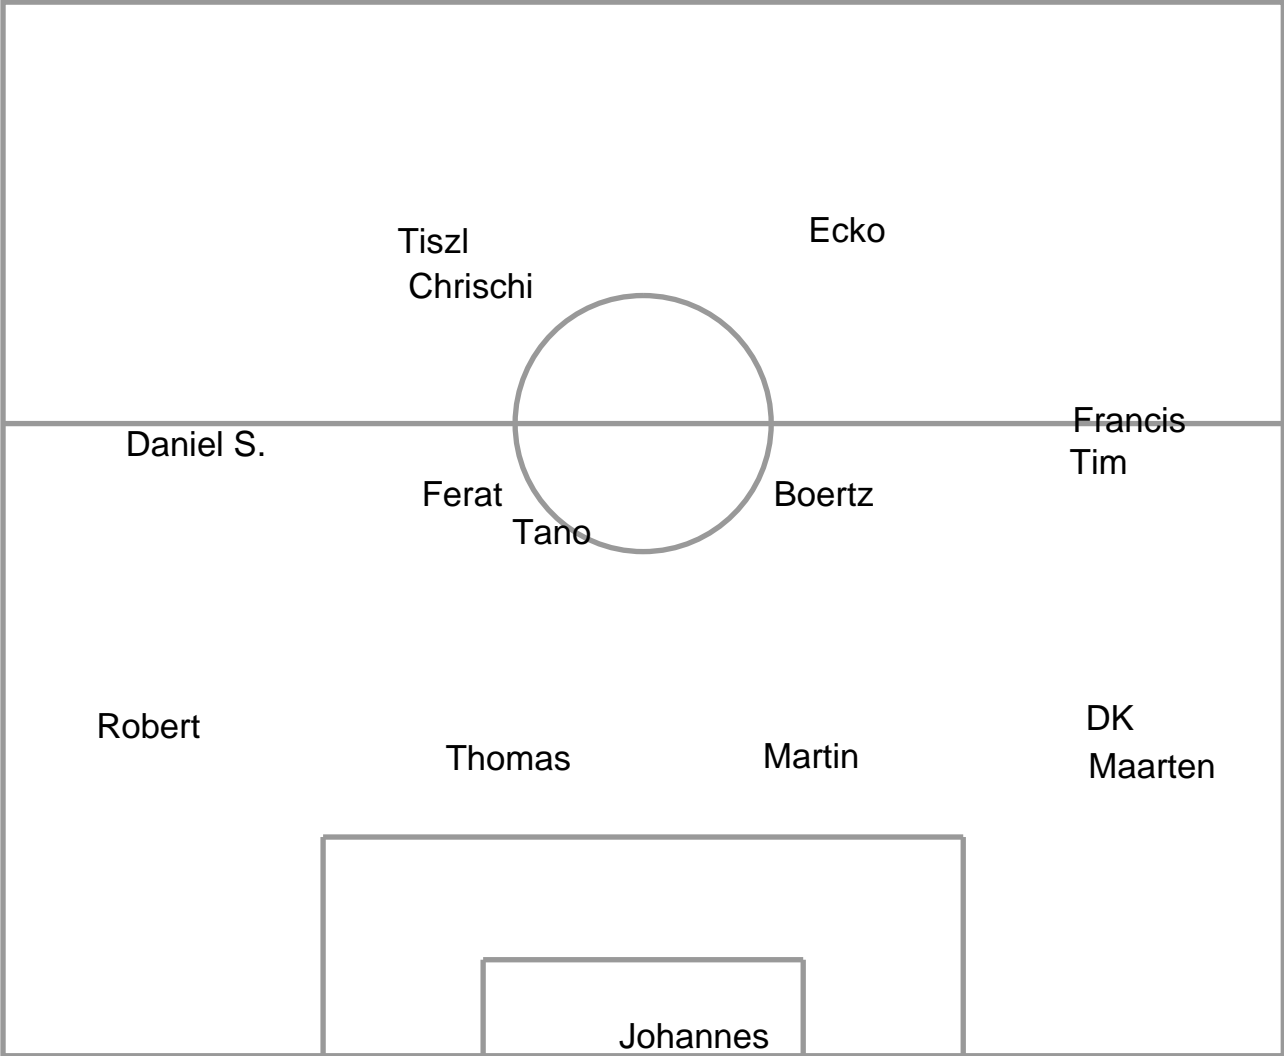 Ecko
Tiszl
Chrischi
Francis
Daniel S.
Tim
Ferat
Boertz
Tano
DK
Robert
Thomas
Martin
Maarten
Johannes